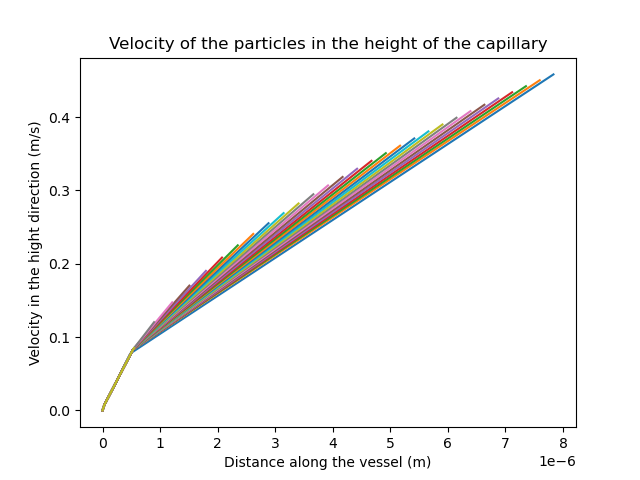 Velocity of the particles in the height of the capillary
Velocity in the hight direction (m/s)
0.4
0.3
0.2
0.1
0.0
0 1 2 3 4 5 6 7 8
1e−6
Distance along the vessel (m)